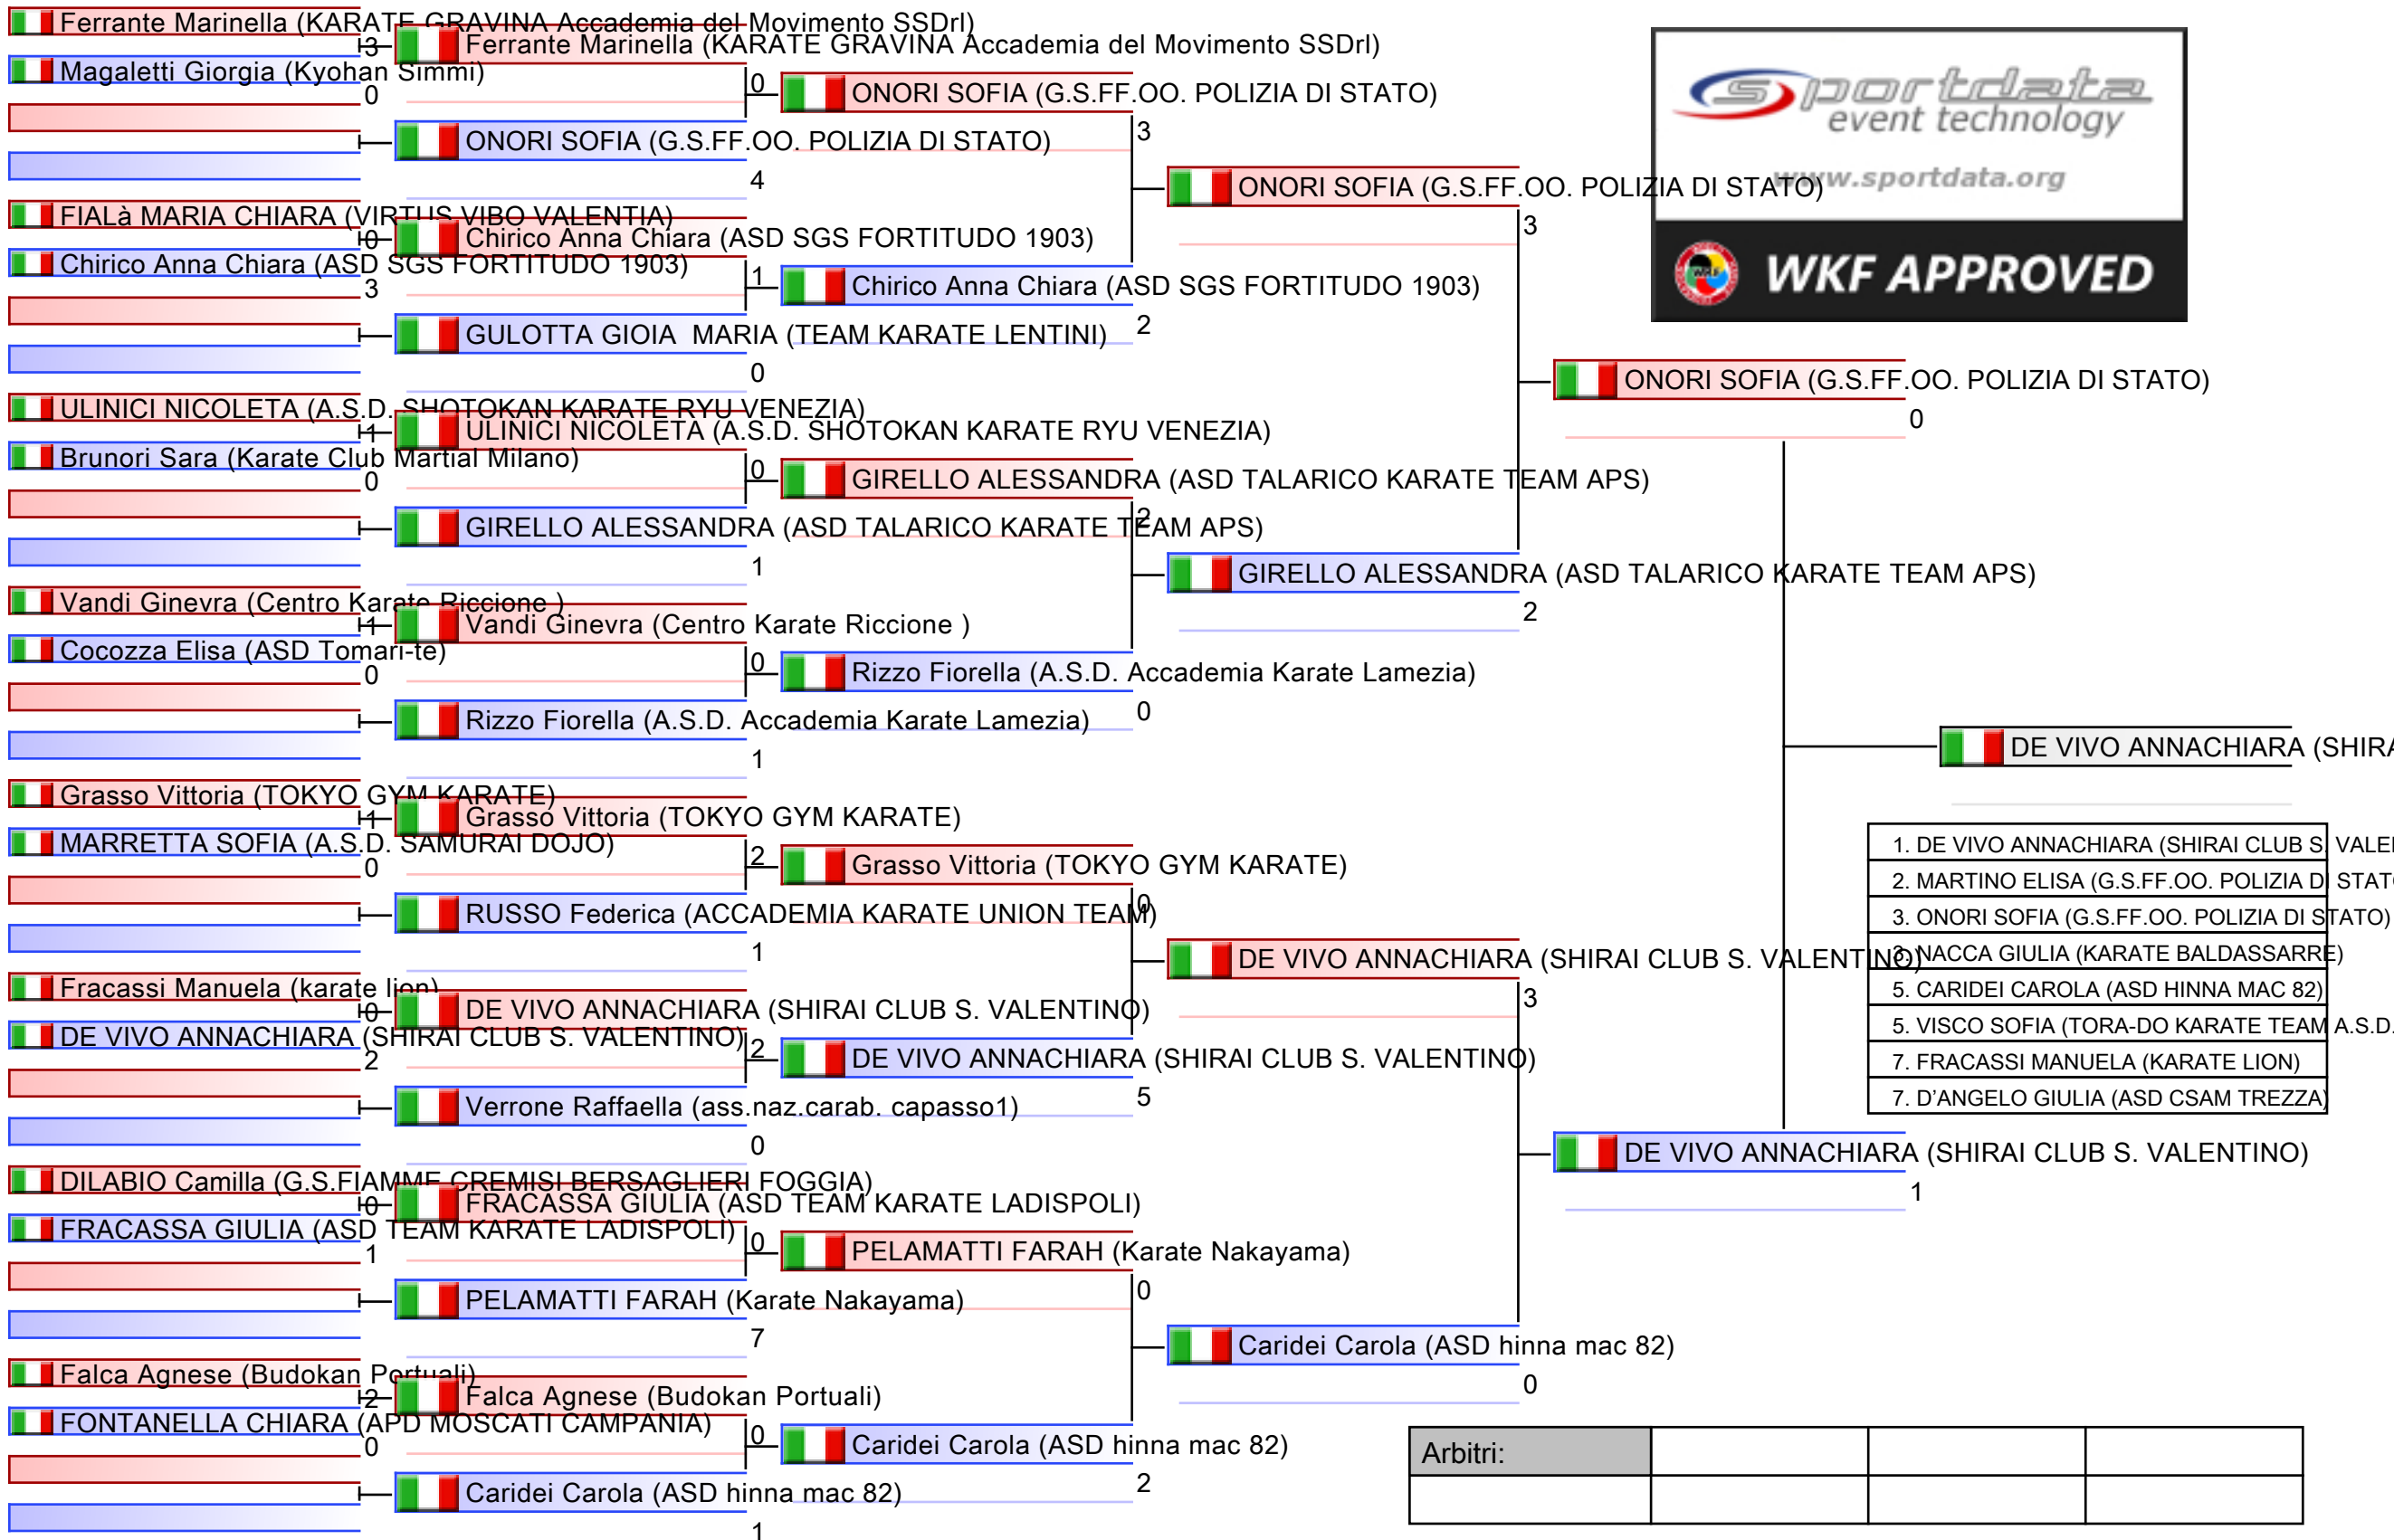 Ferrante Marinella (KARATE GRAVINA Accademia del Movimento SSDrl)
3
Magaletti Giorgia (Kyohan Simmi)
0
FIALà MARIA CHIARA (VIRTUS VIBO VALENTIA)
0
Chirico Anna Chiara (ASD SGS FORTITUDO 1903)
3
ULINICI NICOLETA (A.S.D. SHOTOKAN KARATE RYU VENEZIA)
1
Brunori Sara (Karate Club Martial Milano)
0
Vandi Ginevra (Centro Karate Riccione )
1
Cocozza Elisa (ASD Tomari-te)
0
Grasso Vittoria (TOKYO GYM KARATE)
1
MARRETTA SOFIA (A.S.D. SAMURAI DOJO)
0
Fracassi Manuela (karate lion)
0
DE VIVO ANNACHIARA (SHIRAI CLUB S. VALENTINO)
2
DILABIO Camilla (G.S.FIAMME CREMISI BERSAGLIERI FOGGIA)
0
FRACASSA GIULIA (ASD TEAM KARATE LADISPOLI)
1
Falca Agnese (Budokan Portuali)
2
FONTANELLA CHIARA (APD MOSCATI CAMPANIA)
0
Ferrante Marinella (KARATE GRAVINA Accademia del Movimento SSDrl)
0
ONORI SOFIA (G.S.FF.OO. POLIZIA DI STATO)
4
Chirico Anna Chiara (ASD SGS FORTITUDO 1903)
1
GULOTTA GIOIA  MARIA (TEAM KARATE LENTINI)
0
ULINICI NICOLETA (A.S.D. SHOTOKAN KARATE RYU VENEZIA)
0
GIRELLO ALESSANDRA (ASD TALARICO KARATE TEAM APS)
1
Vandi Ginevra (Centro Karate Riccione )
0
Rizzo Fiorella (A.S.D. Accademia Karate Lamezia)
1
Grasso Vittoria (TOKYO GYM KARATE)
2
RUSSO Federica (ACCADEMIA KARATE UNION TEAM)
1
DE VIVO ANNACHIARA (SHIRAI CLUB S. VALENTINO)
2
Verrone Raffaella (ass.naz.carab. capasso1)
0
FRACASSA GIULIA (ASD TEAM KARATE LADISPOLI)
0
PELAMATTI FARAH (Karate Nakayama)
7
Falca Agnese (Budokan Portuali)
0
Caridei Carola (ASD hinna mac 82)
1
ONORI SOFIA (G.S.FF.OO. POLIZIA DI STATO)
3
Chirico Anna Chiara (ASD SGS FORTITUDO 1903)
2
GIRELLO ALESSANDRA (ASD TALARICO KARATE TEAM APS)
2
Rizzo Fiorella (A.S.D. Accademia Karate Lamezia)
0
Grasso Vittoria (TOKYO GYM KARATE)
0
DE VIVO ANNACHIARA (SHIRAI CLUB S. VALENTINO)
5
PELAMATTI FARAH (Karate Nakayama)
0
Caridei Carola (ASD hinna mac 82)
2
ONORI SOFIA (G.S.FF.OO. POLIZIA DI STATO)
3
GIRELLO ALESSANDRA (ASD TALARICO KARATE TEAM APS)
2
DE VIVO ANNACHIARA (SHIRAI CLUB S. VALENTINO)
3
Caridei Carola (ASD hinna mac 82)
0
ONORI SOFIA (G.S.FF.OO. POLIZIA DI STATO)
0
DE VIVO ANNACHIARA (SHIRAI CLUB S. VALENTINO)
1
DE VIVO ANNACHIARA (SHIRA
sportdata
event technology
www.sportdata.org
WKF
WKF APPROVED
1. DE VIVO ANNACHIARA (SHIRAI CLUB S. VALE
2. MARTINO ELISA (G.S.FF.OO. POLIZIA DI STAT
3. ONORI SOFIA (G.S.FF.OO. POLIZIA DI STATO)
3. NACCA GIULIA (KARATE BALDASSARRE)
5. CARIDEI CAROLA (ASD HINNA MAC 82)
5. VISCO SOFIA (TORA-DO KARATE TEAM A.S.D.
7. FRACASSI MANUELA (KARATE LION)
7. D'ANGELO GIULIA (ASD CSAM TREZZA)
Arbitri: